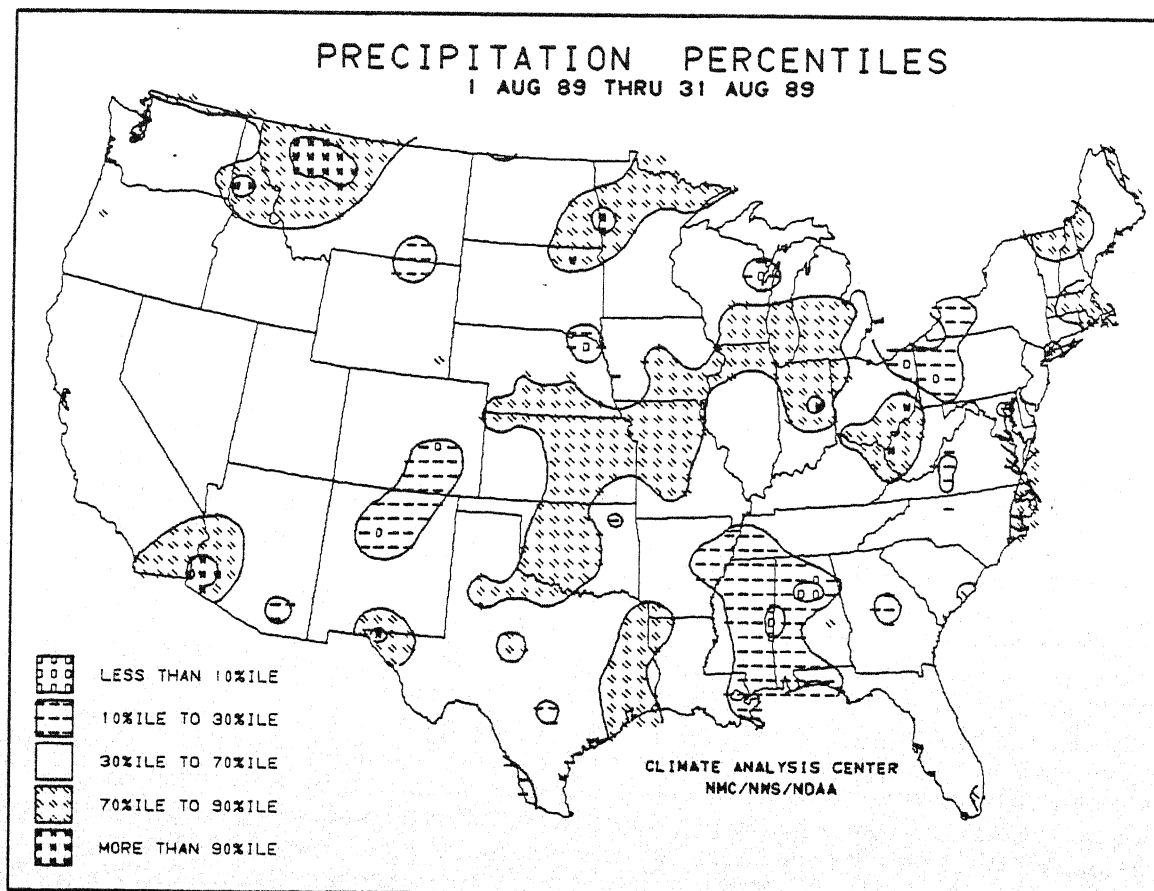 PRECIPITATION PERCENTILES
1 AUG 89 THRU 31 AUG 89
LESS THAN 10%ILE
10%ILE TO 30%ILE
30%ILE TO 70%ILE
70%ILE TO 90%ILE
MORE THAN 90%ILE
CLIMATE ANALYSIS CENTER
NMC/NWS/NOAA